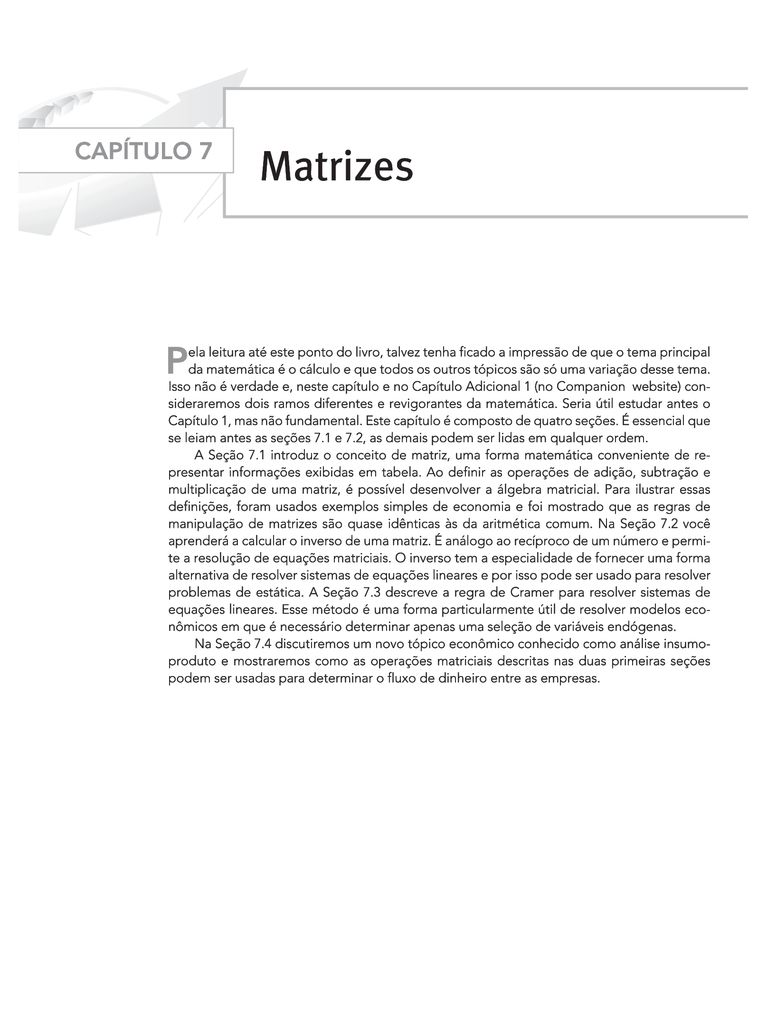 CAPÍTULO 7
Matrizes
Pela leitura até este ponto do livro, talvez tenha ficado a impressão de que o tema principal
da matemática é o cálculo e que todos os outros tópicos são só uma variação desse tema.
Isso não é verdade e, neste capítulo e no Capítulo Adicional 1 (no Companion website) con-
sideraremos dois ramos diferentes e revigorantes da matemática. Seria útil estudar antes o
Capítulo 1, mas não fundamental. Este capítulo é composto de quatro seções. É essencial que
se leiam antes as seções 7.1 e 7.2, as demais podem ser lidas em qualquer ordem.
A Seção 7.1 introduz o conceito de matriz, uma forma matemática conveniente de re-
presentar informações exibidas em tabela. Ao definir as operações de adição, subtração e
multiplicação de uma matriz, é possível desenvolver a álgebra matricial. Para ilustrar essas
definições, foram usados exemplos simples de economia e foi mostrado que as regras de
manipulação de matrizes são quase idênticas às da aritmética comum. Na Seção 7.2 você
aprenderá a calcular o inverso de uma matriz. É análogo ao recíproco de um número e permi-
te a resolução de equações matriciais. O inverso tem a especialidade de fornecer uma forma
alternativa de resolver sistemas de equações lineares e por isso pode ser usado para resolver
problemas de estática. A Seção 7.3 descreve a regra de Cramer para resolver sistemas de
equações lineares. Esse método é uma forma particularmente útil de resolver modelos eco-
nômicos em que é necessário determinar apenas uma seleção de variáveis endógenas.
Na Seção 7.4 discutiremos um novo tópico econômico conhecido como análise insumo-
produto e mostraremos como as operações matriciais descritas nas duas primeiras seções
podem ser usadas para determinar o fluxo de dinheiro entre as empresas.